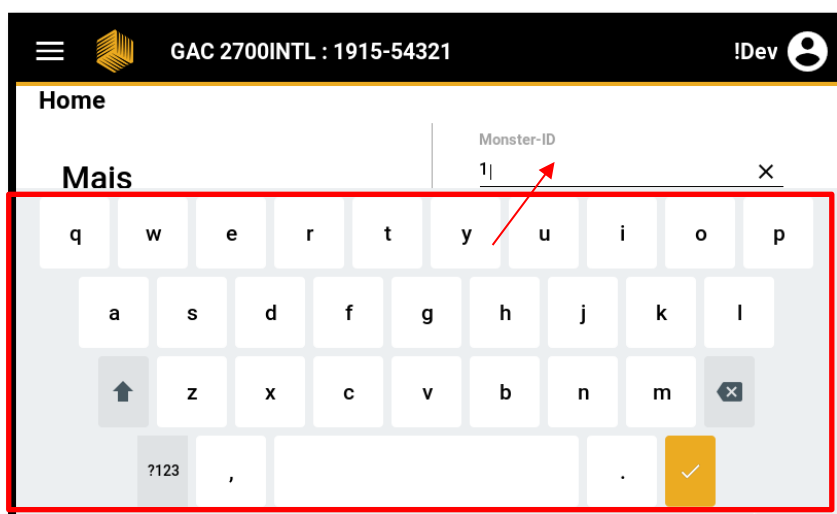 GAC 2700INTL : 1915-54321 !Dev
Home
Monster-ID
Mais
1
q w e r t y u i o p
a s d f g h j k l
z x c v b n m
?123 , .